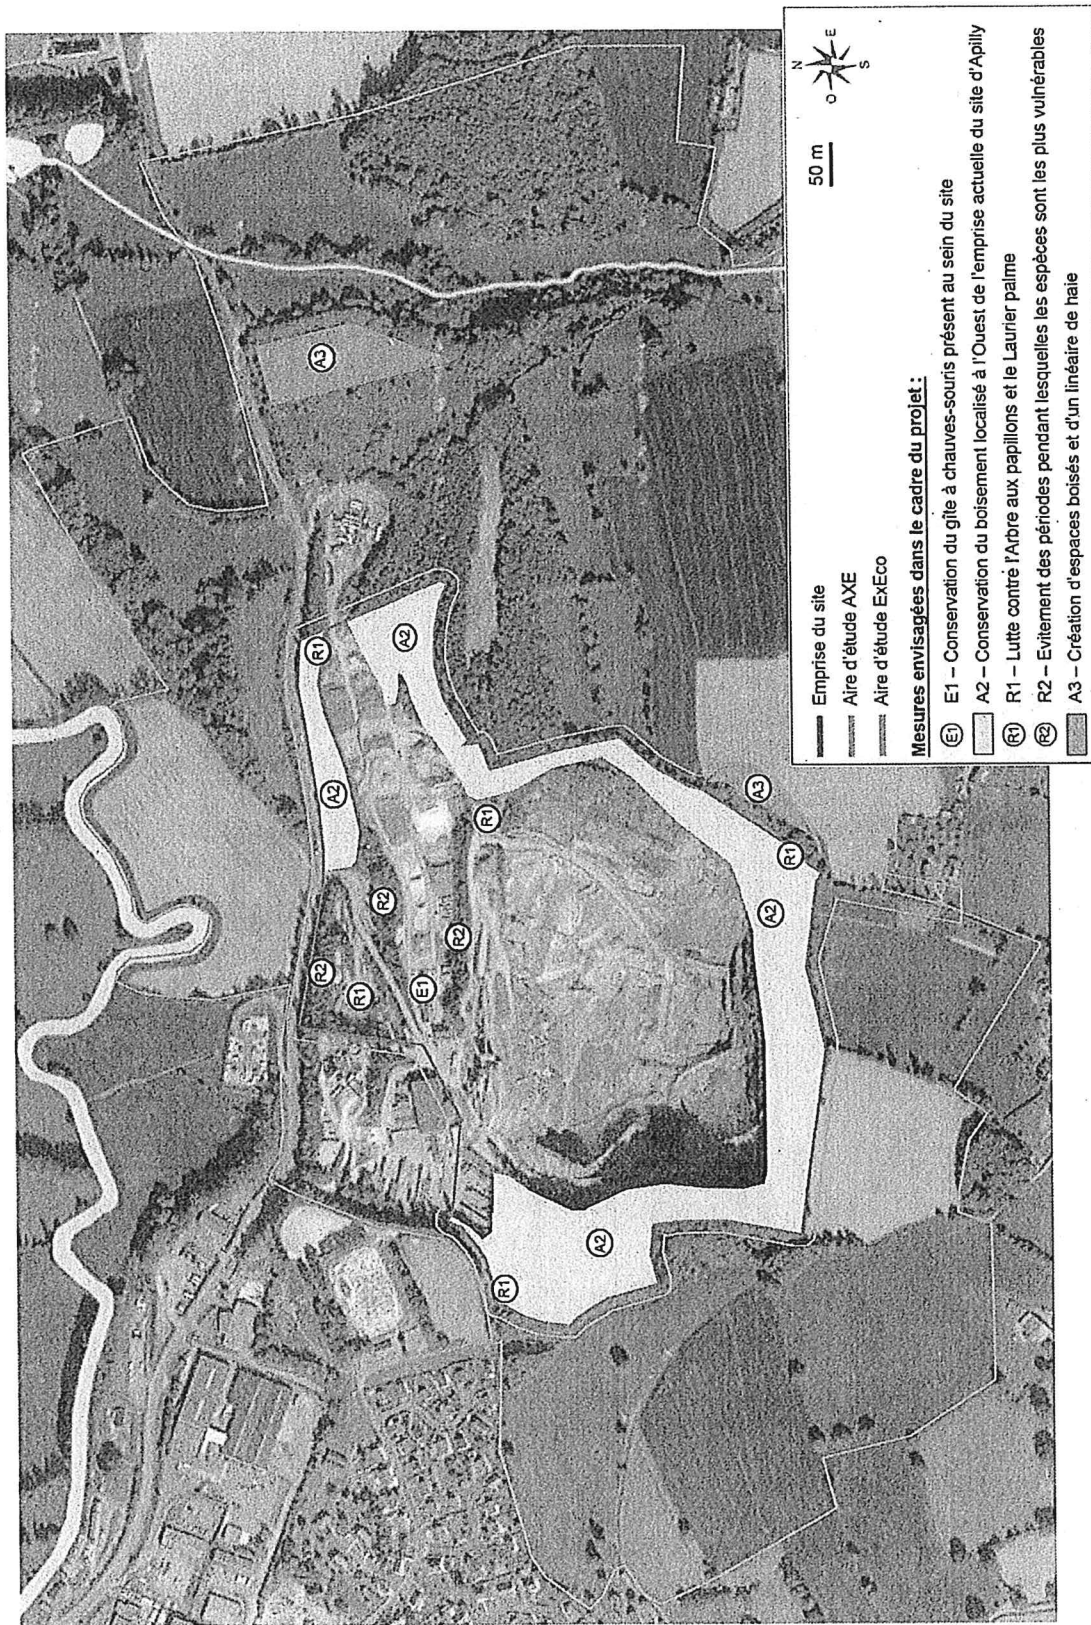 A3
R1
A2
A2
R1
A3
R1
A2
R2
R2
R2
R1
E1
A2
R1
N
O
E
S
50 m
Emprise du site
Aire d'étude AXE
Aire d'étude ExEco
Mesures envisagées dans le cadre du projet :
E1 E1 – Conservation du gîte à chauves-souris présent au sein du site
A2 – Conservation du boisement localisé à l'Ouest de l'emprise actuelle du site d'Apilly
R1 R1 – Lutte contre l'Arbre aux papillons et le Laurier palme
R2 R2 – Evitement des périodes pendant lesquelles les espèces sont les plus vulnérables
A3 – Création d'espaces boisés et d'un linéaire de haie